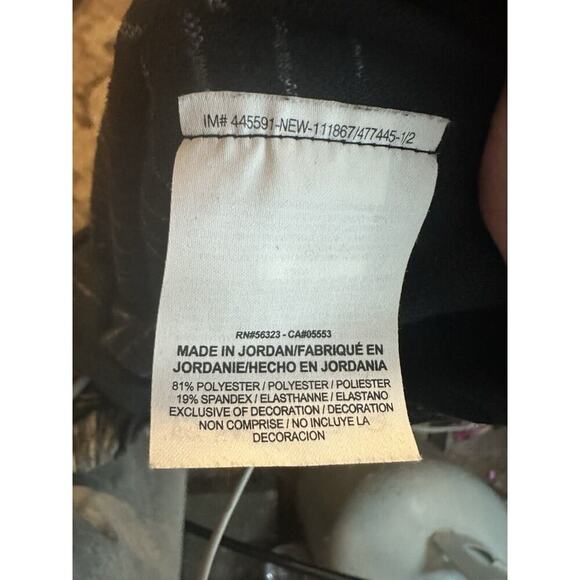 IM# 445591-NEW-111867/477445-1/2
RN#56323 - CA#05553
MADE IN JORDAN/FABRIQUÉ EN
JORDANIE/HECHO EN JORDANIA
81% POLYESTER / POLYESTER / POLIESTER
19% SPANDEX / ELASTHANNE / ELASTANO
EXCLUSIVE OF DECORATION / DECORATION
NON COMPRISE / NO INCLUYE LA
DECORACION